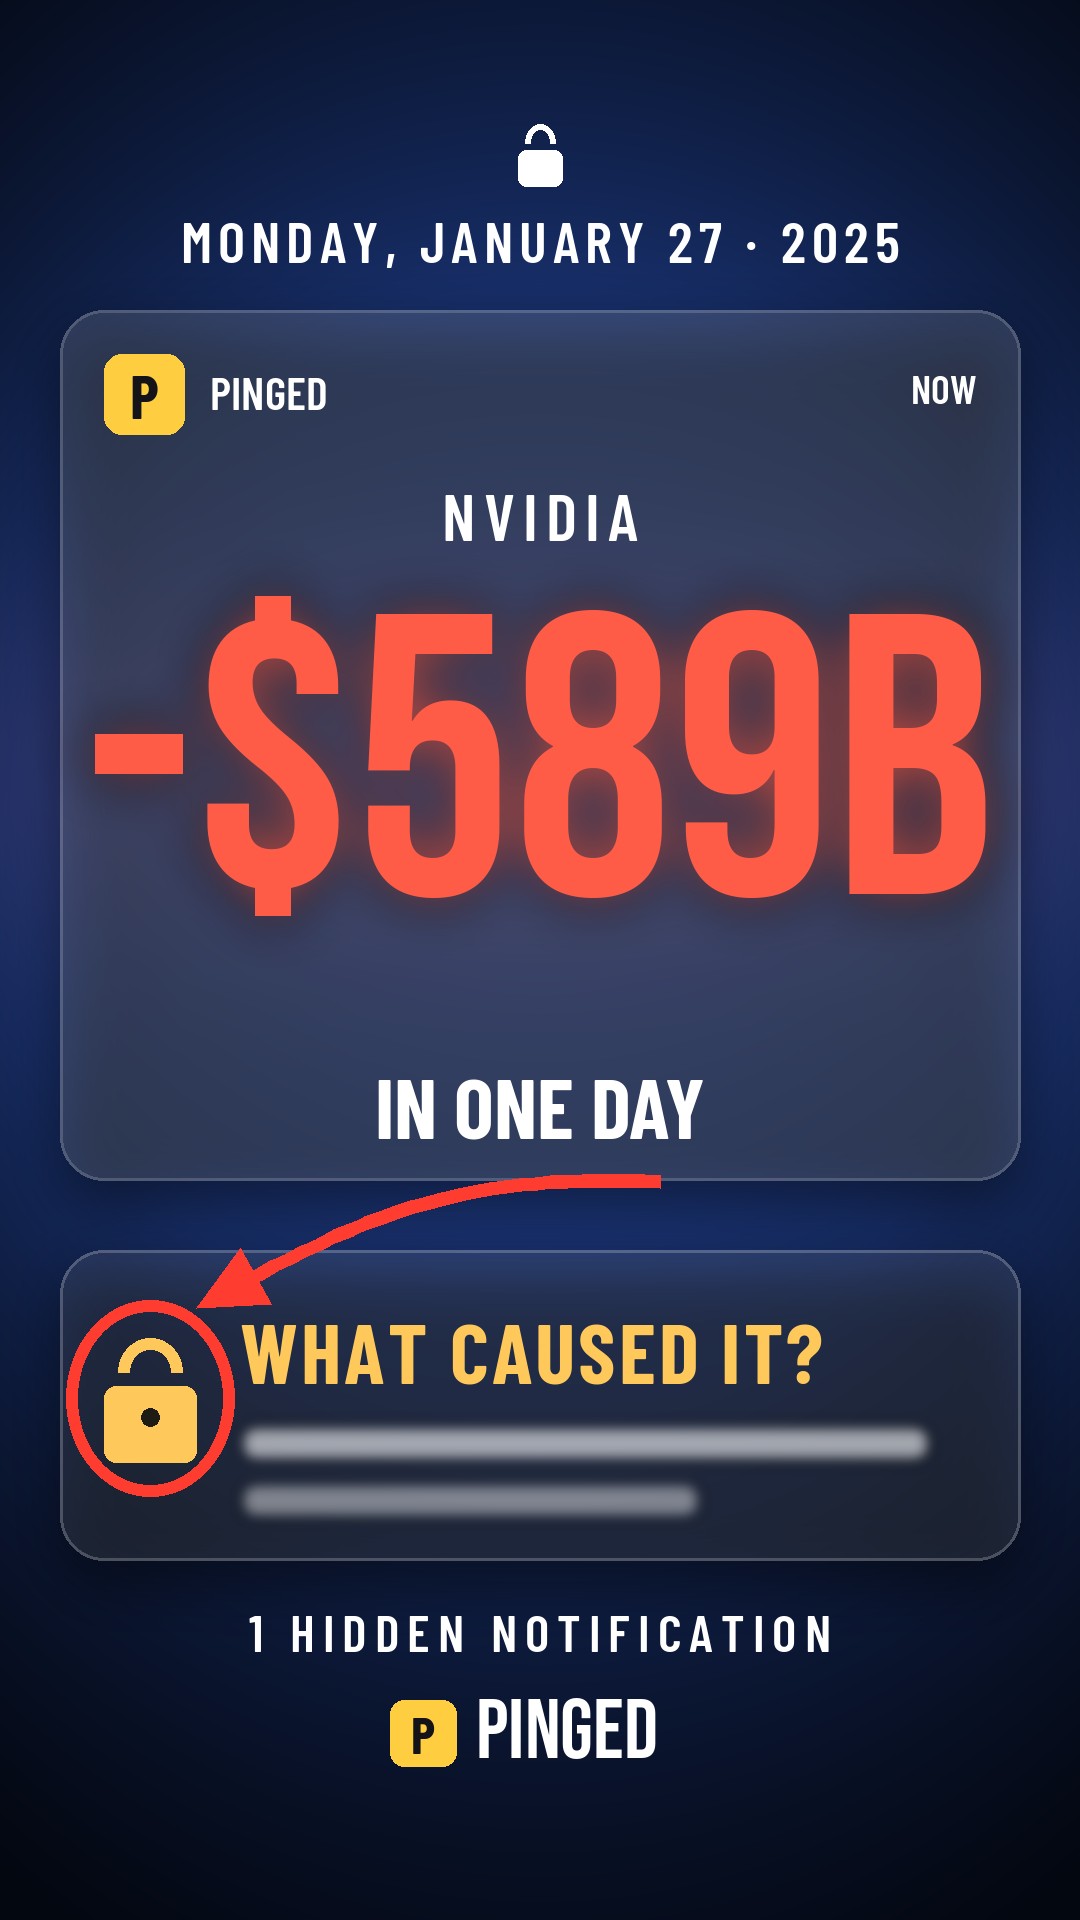 MONDAY, JANUARY 27 · 2025
P PINGED NOW
NVIDIA
-$589B
IN ONE DAY
WHAT CAUSED IT?
1 HIDDEN NOTIFICATION
P PINGED